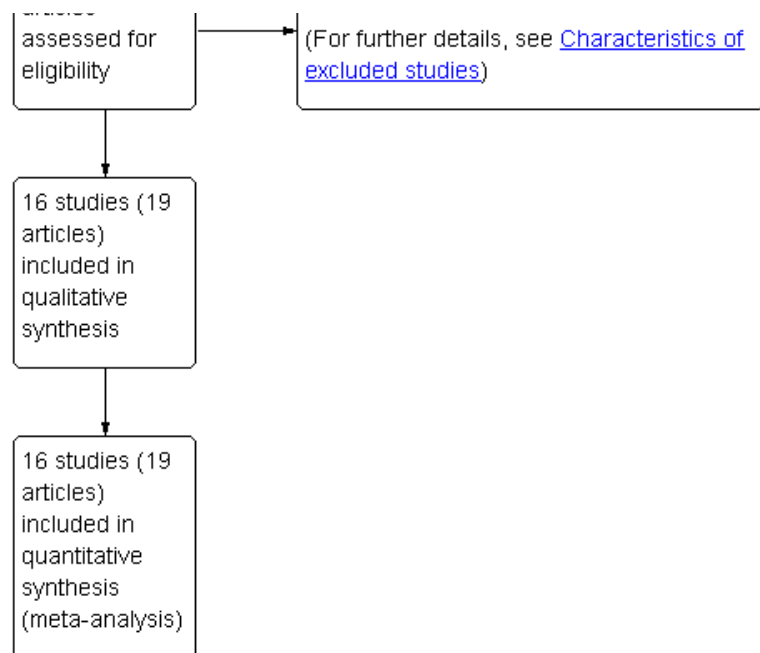 assessed for
eligibility
(For further details, see Characteristics of
excluded studies)
16 studies (19
articles)
included in
qualitative
synthesis
16 studies (19
articles)
included in
quantitative
synthesis
(meta-analysis)